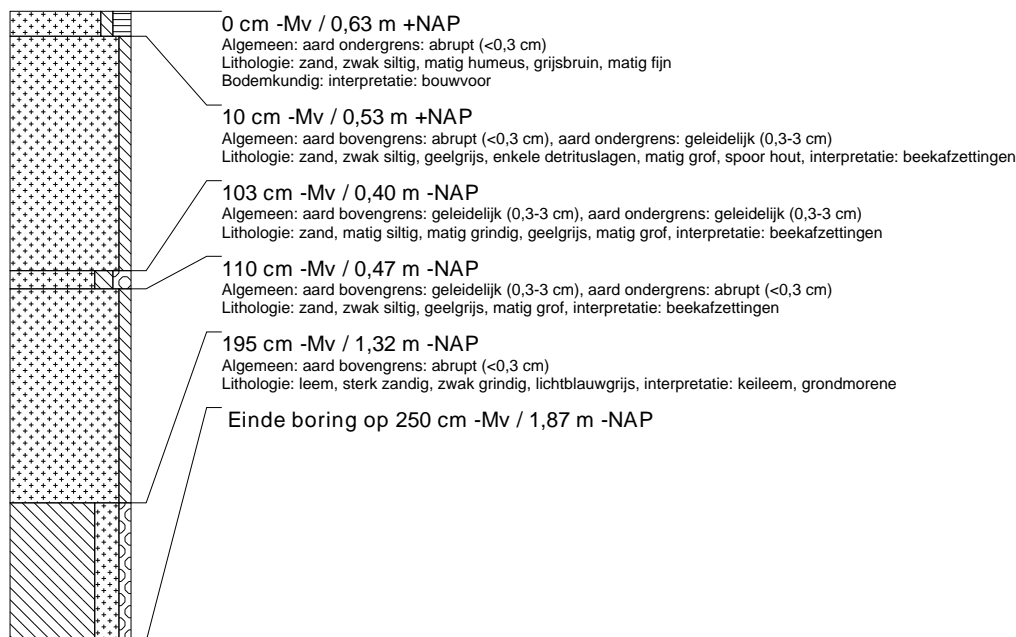 0 cm -Mv / 0,63 m +NAP
Algemeen: aard ondergrens: abrupt (<0,3 cm)
Lithologie: zand, zwak siltig, matig humeus, grijsbruin, matig fijn
Bodemkundig: interpretatie: bouwvoor
10 cm -Mv / 0,53 m +NAP
Algemeen: aard bovengrens: abrupt (<0,3 cm), aard ondergrens: geleidelijk (0,3-3 cm)
Lithologie: zand, zwak siltig, geelgrijs, enkele detrituslagen, matig grof, spoor hout, interpretatie: beekafzettingen
103 cm -Mv / 0,40 m -NAP
Algemeen: aard bovengrens: geleidelijk (0,3-3 cm), aard ondergrens: geleidelijk (0,3-3 cm)
Lithologie: zand, matig siltig, matig grindig, geelgrijs, matig grof, interpretatie: beekafzettingen
110 cm -Mv / 0,47 m -NAP
Algemeen: aard bovengrens: geleidelijk (0,3-3 cm), aard ondergrens: abrupt (<0,3 cm)
Lithologie: zand, zwak siltig, geelgrijs, matig grof, interpretatie: beekafzettingen
195 cm -Mv / 1,32 m -NAP
Algemeen: aard bovengrens: abrupt (<0,3 cm)
Lithologie: leem, sterk zandig, zwak grindig, lichtblauwgrijs, interpretatie: keileem, grondmorene
Einde boring op 250 cm -Mv / 1,87 m -NAP